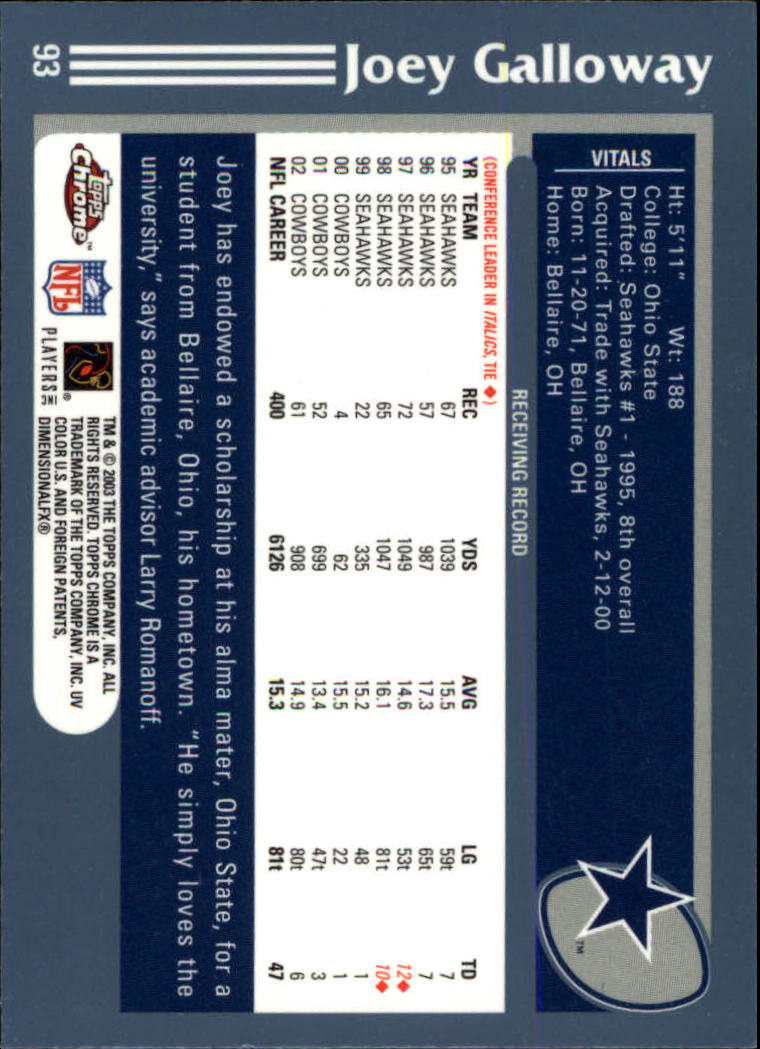 Joey Galloway
93
VITALS
Ht: 5'11" Wt: 188
College: Ohio State
Drafted: Seahawks #1 - 1995, 8th overall
Acquired: Trade with Seahawks, 2-12-00
Born: 11-20-71, Bellaire, OH
Home: Bellaire, OH
™
RECEIVING RECORD
(CONFERENCE LEADER IN ITALICS, TIE ◆)
YR TEAM REC YDS AVG LG TD
95 SEAHAWKS 67 1039 15.5 59t 7
96 SEAHAWKS 57 987 17.3 65t 7
97 SEAHAWKS 72 1049 14.6 53t 12◆
98 SEAHAWKS 65 1047 16.1 81t 10◆
99 SEAHAWKS 22 335 15.2 48 1
00 COWBOYS 4 62 15.5 22 1
01 COWBOYS 52 699 13.4 47t 3
02 COWBOYS 61 908 14.9 80t 6
NFL CAREER 400 6126 15.3 81t 47
Joey has endowed a scholarship at his alma mater, Ohio State, for a
student from Bellaire, Ohio, his hometown. "He simply loves the
university," says academic advisor Larry Romanoff.
Topps
Chrome™
NFL
PLAYERS INC
®
TM & © 2003 THE TOPPS COMPANY, INC. ALL
RIGHTS RESERVED. TOPPS CHROME IS A
TRADEMARK OF THE TOPPS COMPANY, INC. UV
COLOR U.S. AND FOREIGN PATENTS,
DIMENSIONALFX®